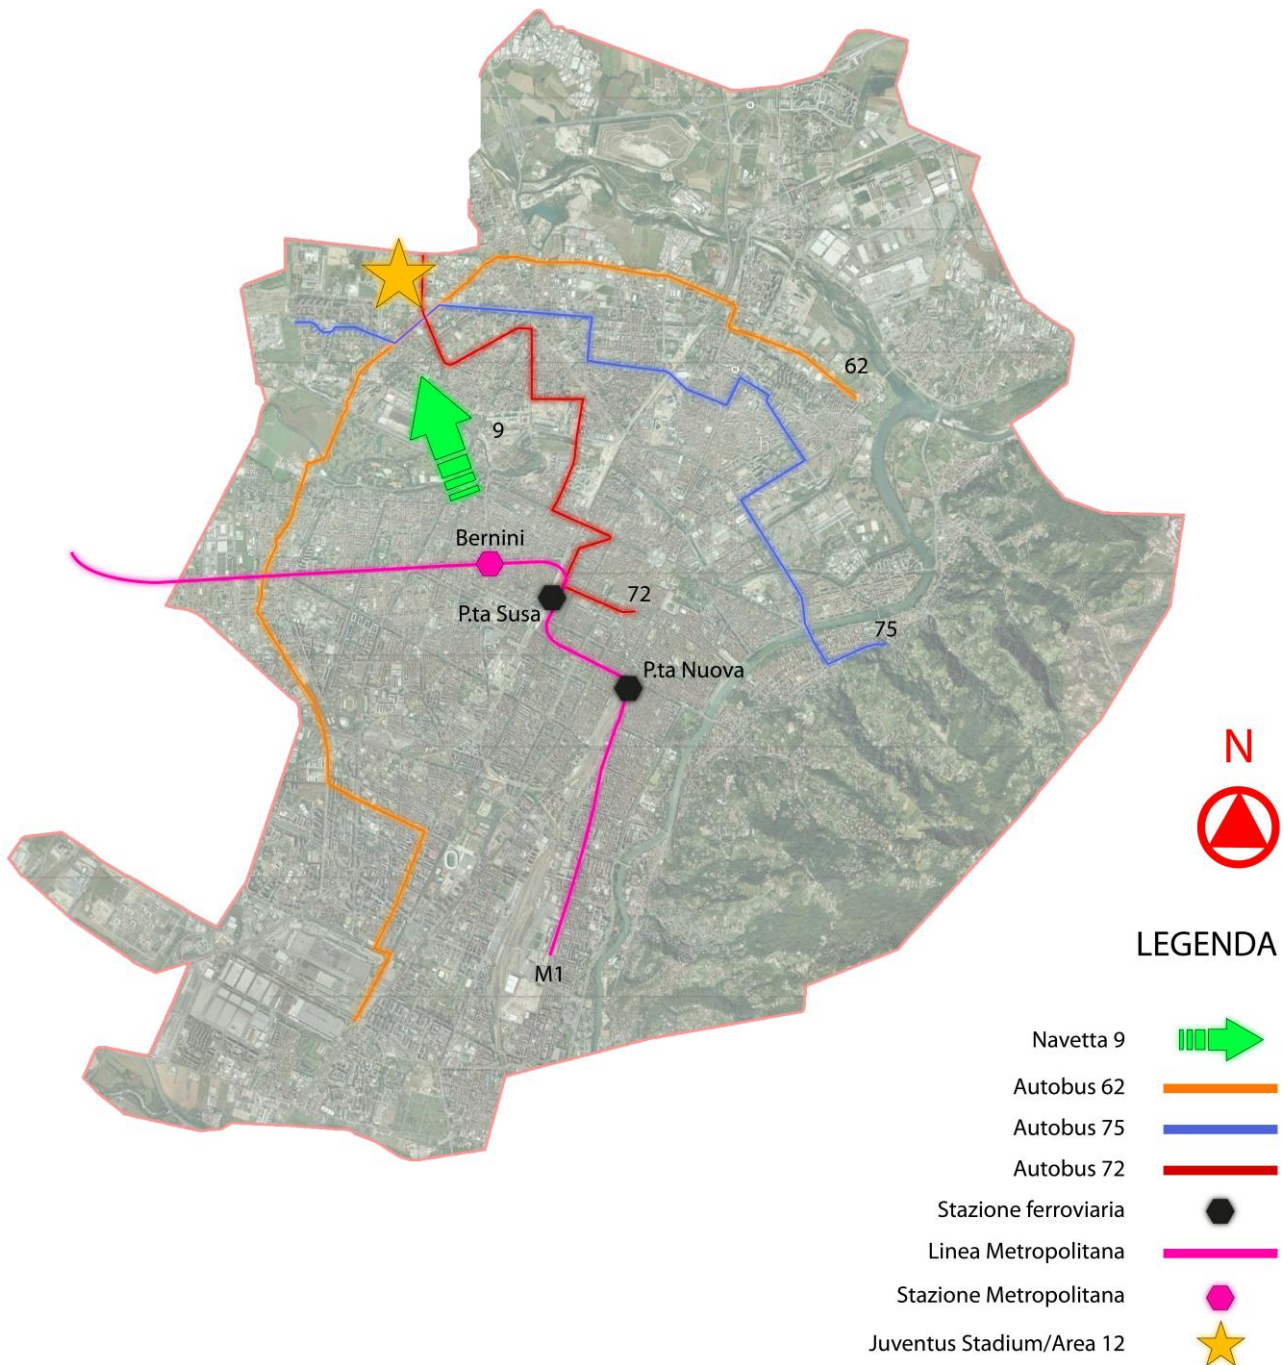 62
9
Bernini
72
P.ta Susa
75
P.ta Nuova
N
M1
LEGENDA
Navetta 9
Autobus 62
Autobus 75
Autobus 72
Stazione ferroviaria
Linea Metropolitana
Stazione Metropolitana
Juventus Stadium/Area 12